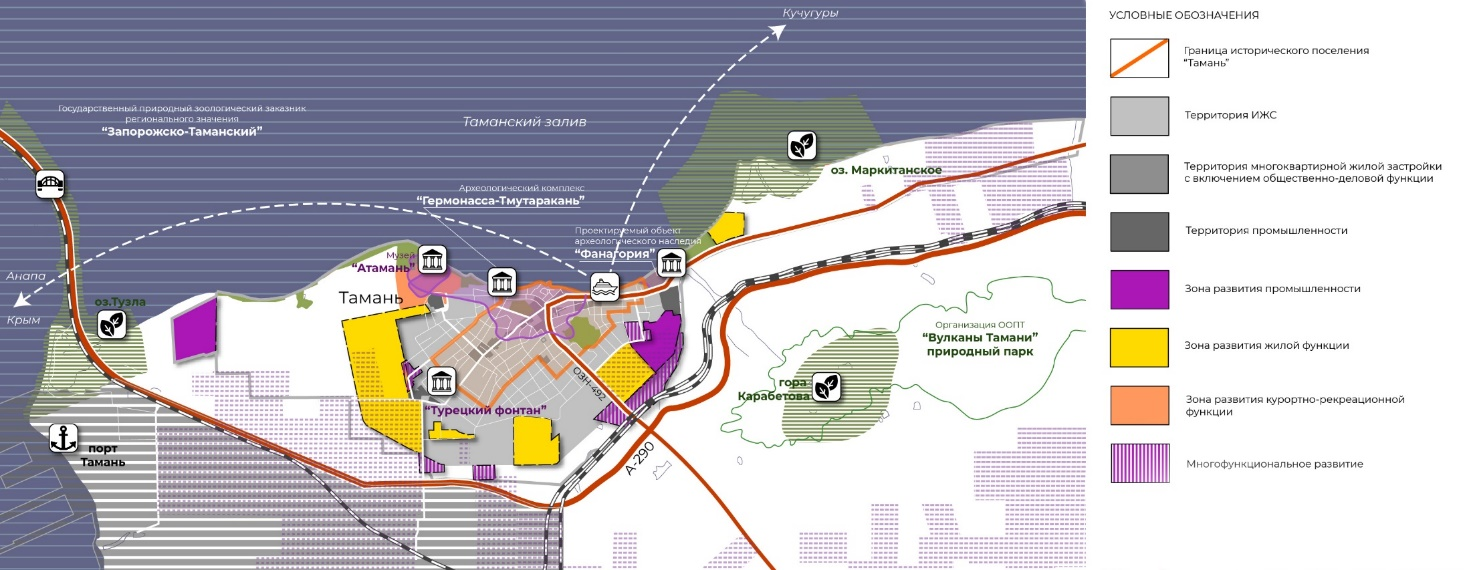 Кучугуры
Государственный природный зоологический заказник
регионального значения
“Запорожско-Таманский”
Таманский залив
оз. Маркитанское
Археологический комплекс
“Гермонасса-Тмутаракань”
Проектируемый объект
археологического наследия
“Фанагория”
Музей
“Атамань”
Анапа
Крым
оз.Тузла
Тамань
Организация ООПТ
“Вулканы Тамани”
природный парк
гора
Карабетова
ОЗН-492
“Турецкий фонтан”
порт
Тамань
А-290
УСЛОВНЫЕ ОБОЗНАЧЕНИЯ
Граница исторического поселения
“Тамань”
Территория ИЖС
Территория многоквартирной жилой застройки
с включением общественно-деловой функции
Территория промышленности
Зона развития промышленности
Зона развития жилой функции
Зона развития курортно-рекреационной
функции
Многофункциональное развитие